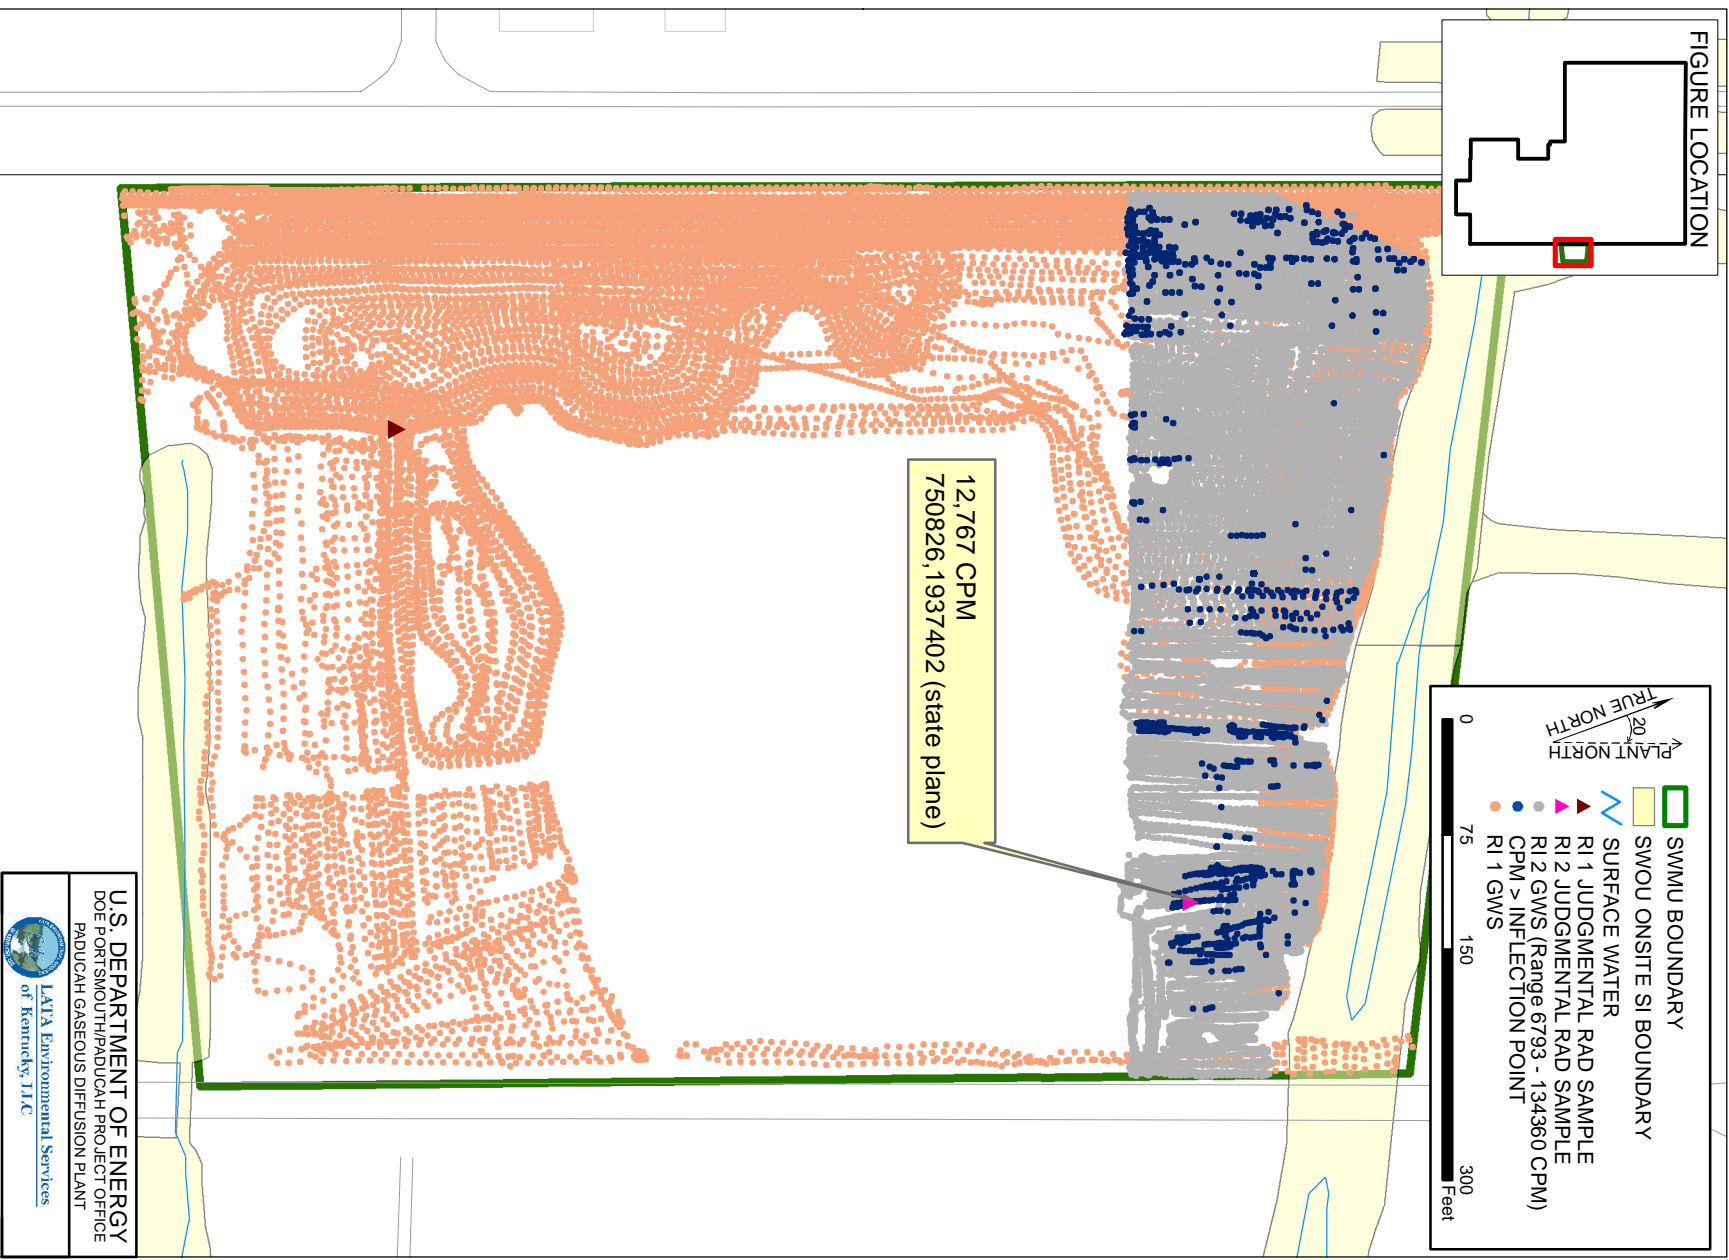 FIGURE LOCATION
TRUE NORTH
20
PLANT NORTH
SWMU BOUNDARY
SWOU ONSITE SI BOUNDARY
SURFACE WATER
RI 1 JUDGMENTAL RAD SAMPLE
RI 2 JUDGMENTAL RAD SAMPLE
RI 2 GWS (Range 6793 - 134360 CPM)
CPM > INFLECTION POINT
RI 1 GWS
0 75 150 300
Feet
12,767 CPM
750826,1937402 (state plane)
U.S. DEPARTMENT OF ENERGY
DOE PORTSMOUTH/PADUCAH PROJECT OFFICE
PADUCAH GASEOUS DIFFUSION PLANT
LATA Environmental Services
of Kentucky, LLC